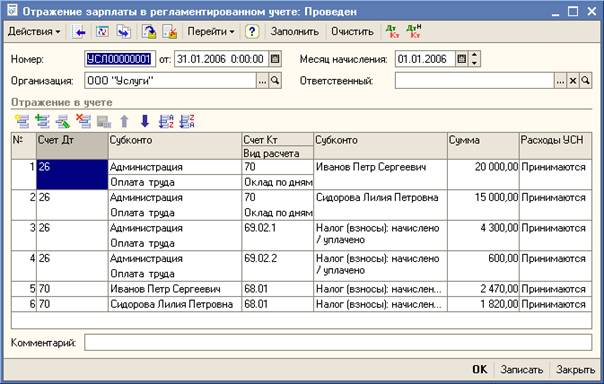 Отражение зарплаты в регламентированном учете: Проведен
Действия Перейти ? Заполнить Очистить Дт Кт Дт Кт Н
Номер: УСЛ00000001 от: 31.01.2006 0:00:00 Месяц начисления: 01.01.2006
Организация: ООО "Услуги" ... Ответственный: ... ×
Отражение в учете
№ Счет Дт Субконто Счет Кт Субконто Сумма Расходы УСН
Вид расчета
1 26 Администрация 70 Иванов Петр Сергеевич 20 000,00 Принимаются
Оплата труда Оклад по дням
2 26 Администрация 70 Сидорова Лилия Петровна 15 000,00 Принимаются
Оплата труда Оклад по дням
3 26 Администрация 69.02.1 Налог (взносы): начислено 4 300,00 Принимаются
Оплата труда / уплачено
4 26 Администрация 69.02.2 Налог (взносы): начислено 600,00 Принимаются
Оплата труда / уплачено
5 70 Иванов Петр Сергеевич 68.01 Налог (взносы): начислен... 2 470,00 Принимаются
6 70 Сидорова Лилия Петровна 68.01 Налог (взносы): начислен... 1 820,00 Принимаются
Комментарий:
OK Записать Закрыть